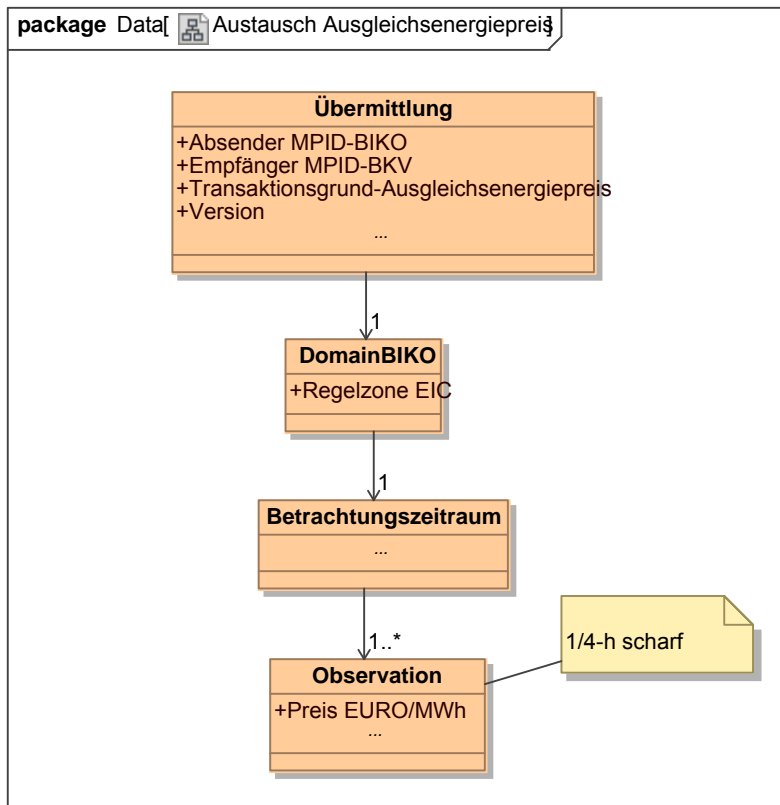 package Data[ Austausch Ausgleichsenergiepreis]
Übermittlung
+Absender MPID-BIKO
+Empfänger MPID-BKV
+Transaktionsgrund-Ausgleichsenergiepreis
+Version
...
1
DomainBIKO
+Regelzone EIC
1
Betrachtungszeitraum
...
1..*
1/4-h scharf
Observation
+Preis EURO/MWh
...